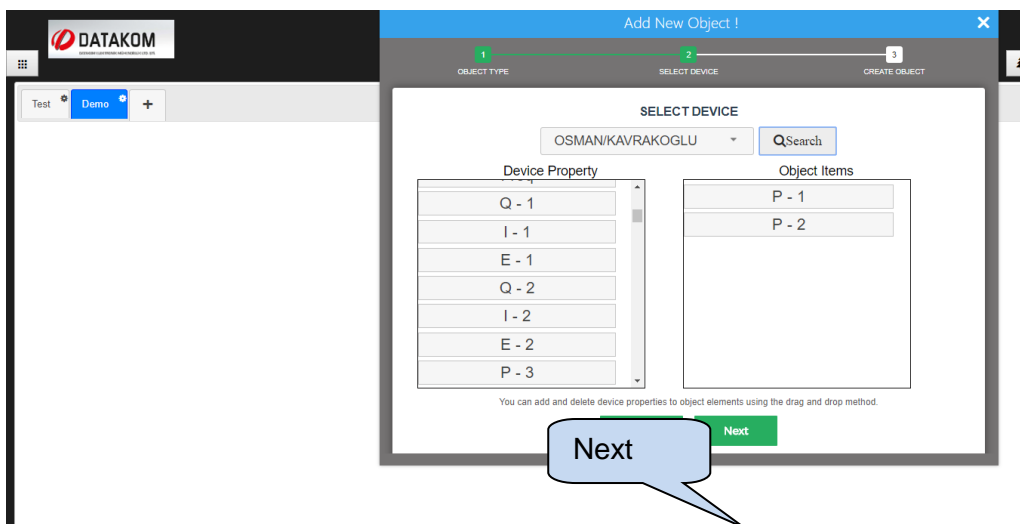 DATAKOM
Add New Object !
1
2
3
OBJECT TYPE
SELECT DEVICE
CREATE OBJECT
Test
Demo
SELECT DEVICE
OSMAN/KAVRAKOGLU
Search
Device Property
Object Items
Q - 1
I - 1
E - 1
Q - 2
I - 2
E - 2
P - 3
P - 1
P - 2
You can add and delete device properties to object elements using the drag and drop method.
Next
Next